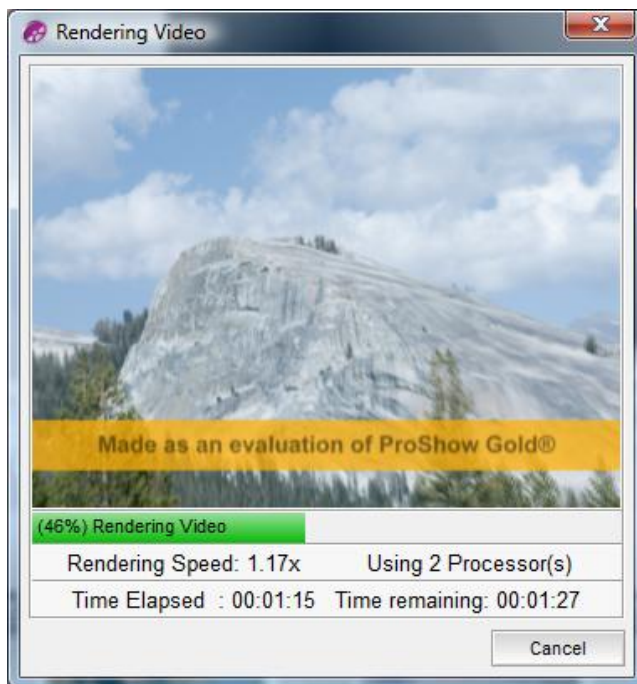 Rendering Video
Made as an evaluation of ProShow Gold®
(46%) Rendering Video
Rendering Speed: 1.17x Using 2 Processor(s)
Time Elapsed : 00:01:15 Time remaining: 00:01:27
Cancel